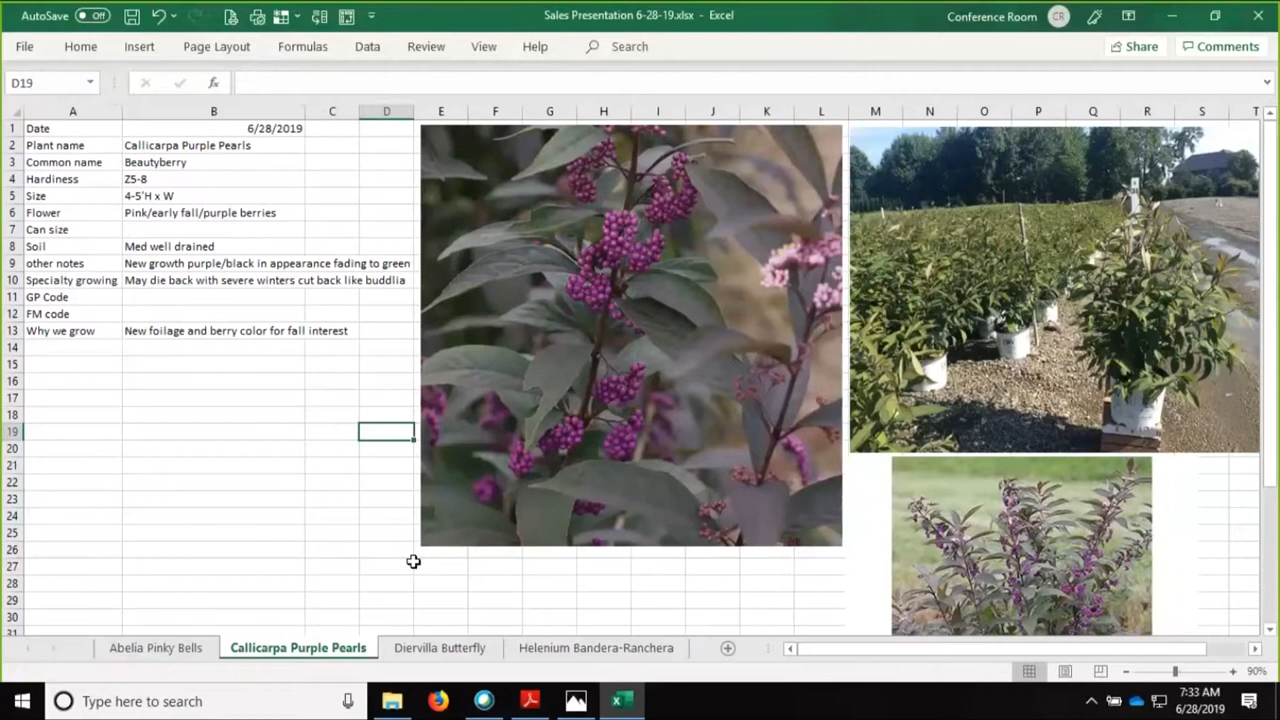 AutoSave Off
Sales Presentation 6-28-19.xlsx - Excel
Conference Room CR
File Home Insert Page Layout Formulas Data Review View Help Search Share Comments
D19 fx
A B C D E F G H I J K L M N O P Q R S T
1 Date 6/28/2019
2 Plant name Callicarpa Purple Pearls
3 Common name Beautyberry
4 Hardiness Z5-8
5 Size 4-5'H x W
6 Flower Pink/early fall/purple berries
7 Can size
8 Soil Med well drained
9 other notes New growth purple/black in appearance fading to green
10 Specialty growing May die back with severe winters cut back like buddlia
11 GP Code
12 FM code
13 Why we grow New foilage and berry color for fall interest
14
15
16
17
18
19
20
21
22
23
24
25
26
27
28
29
30
31
Abelia Pinky Bells Callicarpa Purple Pearls Diervilla Butterfly Helenium Bandera-Ranchera
90%
Type here to search
7:33 AM
6/28/2019